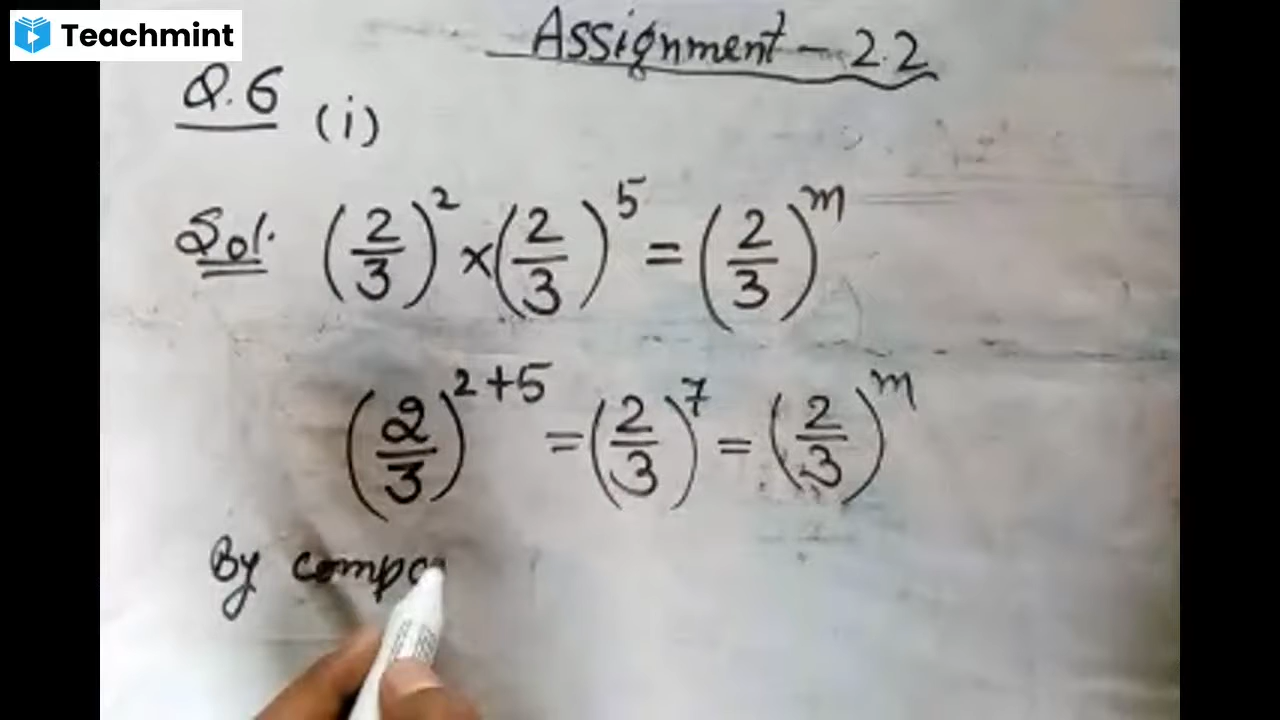 Teachmint
Assignment - 2.2
Q.6 (i)
Sol. (2/3)^2 × (2/3)^5 = (2/3)^m
(2/3)^2+5 = (2/3)^7 = (2/3)^m
By compa